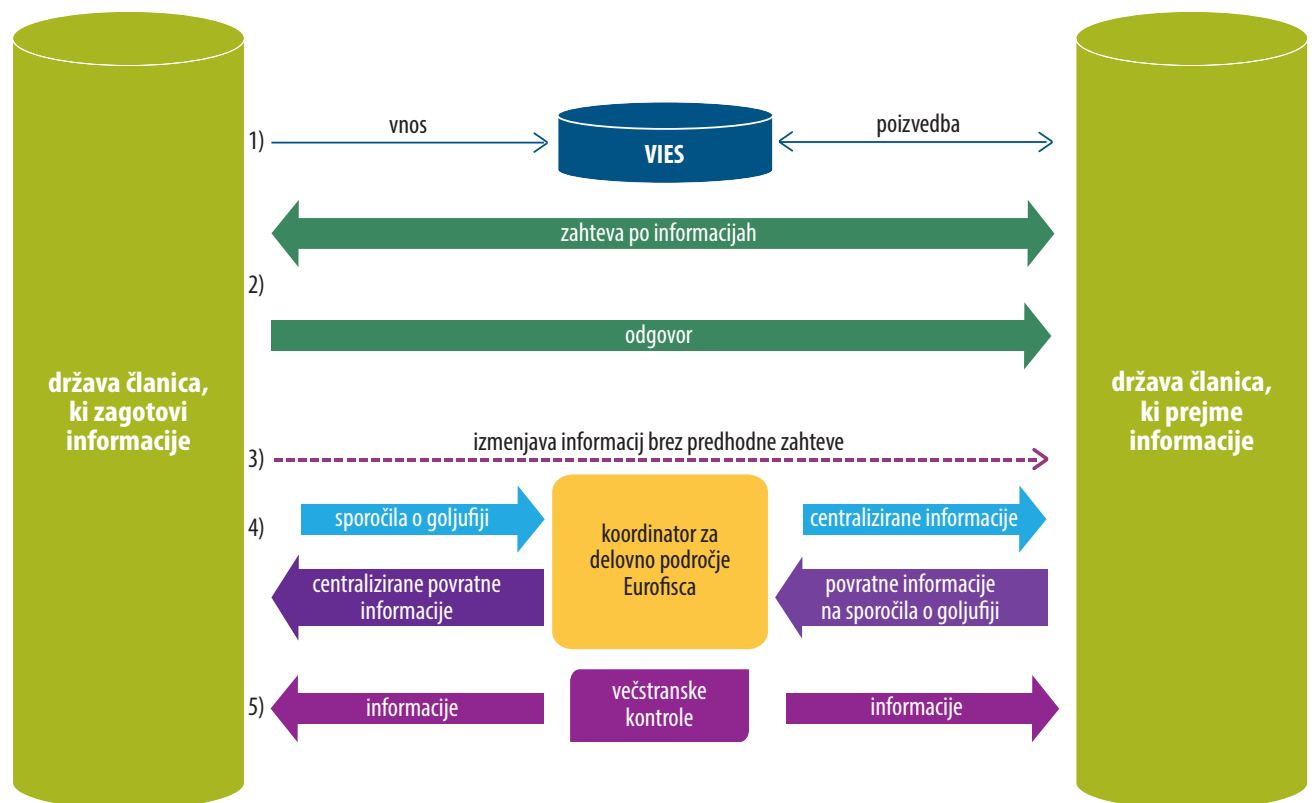 1)
vnos
VIES
poizvedba
zahteva po informacijah
2)
odgovor
država članica,
ki zagotovi
informacije
država članica,
ki prejme
informacije
3)
izmenjava informacij brez predhodne zahteve
4)
sporočila o goljufiji
koordinator za
delovno področje
Eurofisca
centralizirane informacije
centralizirane povratne
informacije
povratne informacije
na sporočila o goljufiji
5)
informacije
večstranske
kontrole
informacije